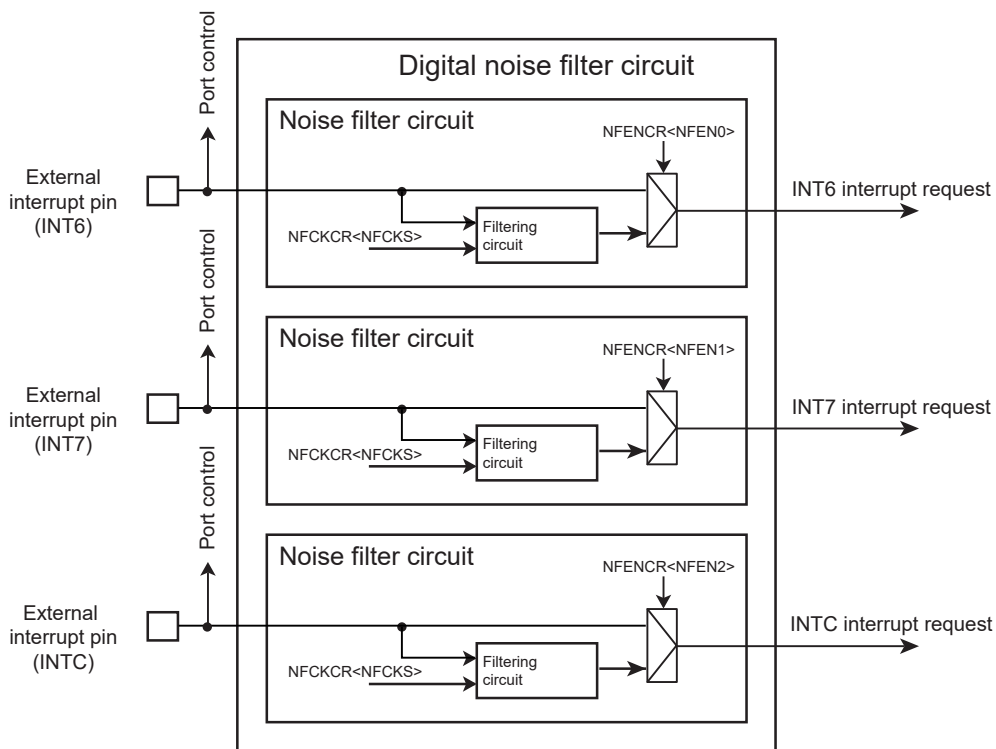 Digital noise filter circuit
Port control
Noise filter circuit
NFENCR<NFEN0>
External
interrupt pin
(INT6)
INT6 interrupt request
NFCKCR<NFCKS>
Filtering
circuit
Port control
Noise filter circuit
NFENCR<NFEN1>
External
interrupt pin
(INT7)
INT7 interrupt request
NFCKCR<NFCKS>
Filtering
circuit
Port control
Noise filter circuit
NFENCR<NFEN2>
External
interrupt pin
(INTC)
INTC interrupt request
NFCKCR<NFCKS>
Filtering
circuit